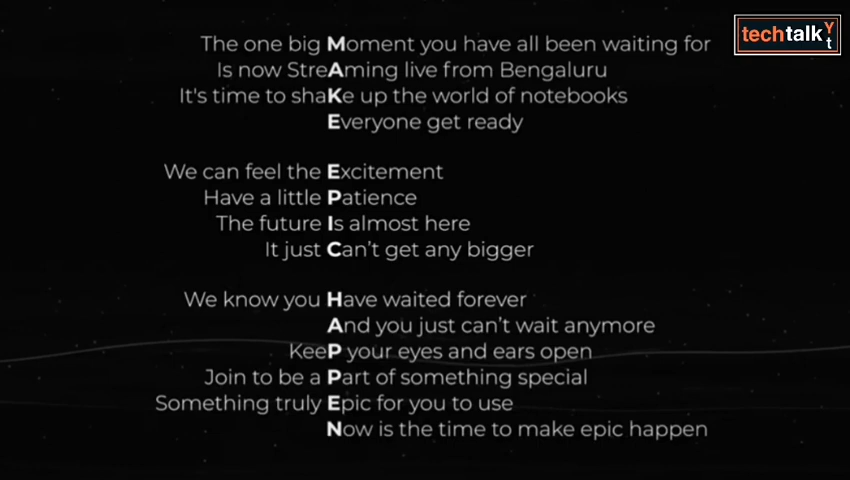 techtalk Yt
The one big Moment you have all been waiting for
Is now StreAming live from Bengaluru
It's time to shaKe up the world of notebooks
Everyone get ready
We can feel the Excitement
Have a little Patience
The future Is almost here
It just Can't get any bigger
We know you Have waited forever
And you just can't wait anymore
KeeP your eyes and ears open
Join to be a Part of something special
Something truly Epic for you to use
Now is the time to make epic happen